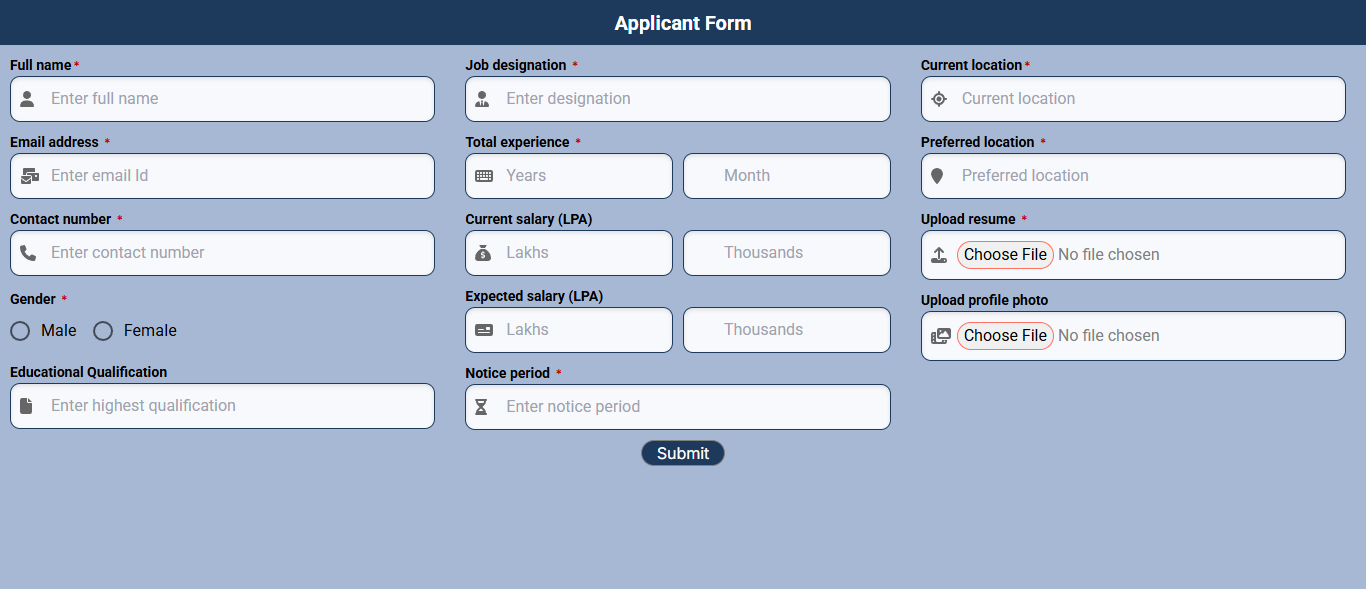 Applicant Form
Full name *
Enter full name
Email address *
Enter email Id
Contact number *
Enter contact number
Gender *
Male Female
Educational Qualification
Enter highest qualification
Job designation *
Enter designation
Total experience *
Years Month
Current salary (LPA)
Lakhs Thousands
Expected salary (LPA)
Lakhs Thousands
Notice period *
Enter notice period
Current location *
Current location
Preferred location *
Preferred location
Upload resume *
Choose File No file chosen
Upload profile photo
Choose File No file chosen
Submit